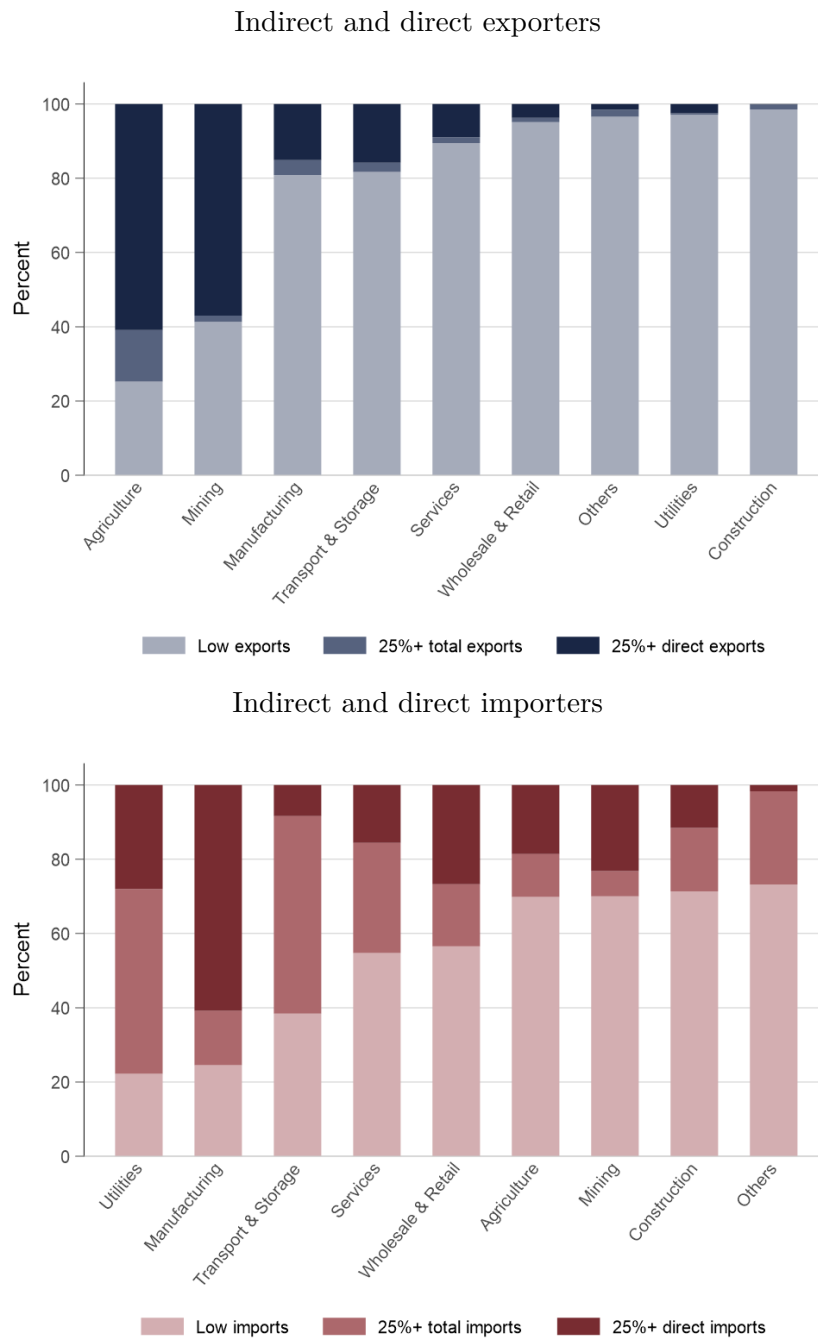 Indirect and direct exporters
100
80
60
40
20
0
Percent
Agriculture
Mining
Manufacturing
Transport & Storage
Services
Wholesale & Retail
Others
Utilities
Construction
Low exports 25%+ total exports 25%+ direct exports
Indirect and direct importers
100
80
60
40
20
0
Percent
Utilities
Manufacturing
Transport & Storage
Services
Wholesale & Retail
Agriculture
Mining
Construction
Others
Low imports 25%+ total imports 25%+ direct imports